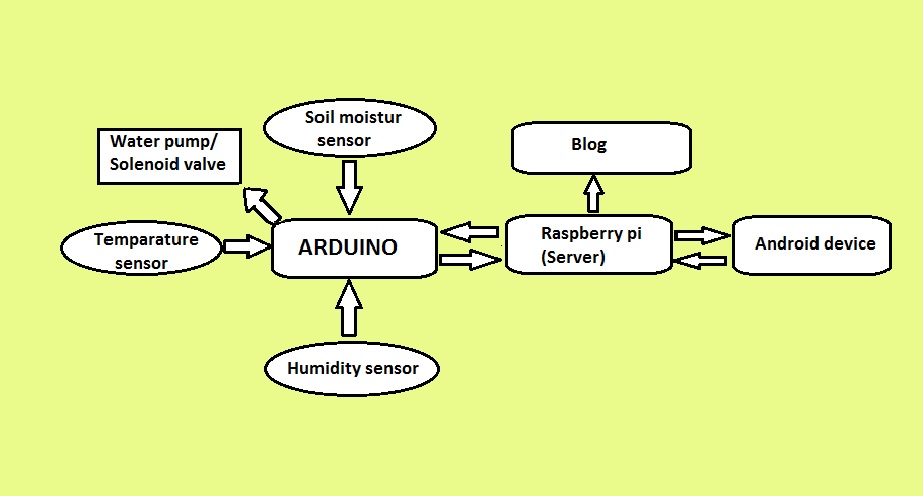 Soil moistur
sensor
Water pump/
Solenoid valve
Blog
Temparature
sensor
ARDUINO
Raspberry pi
(Server)
Android device
Humidity sensor